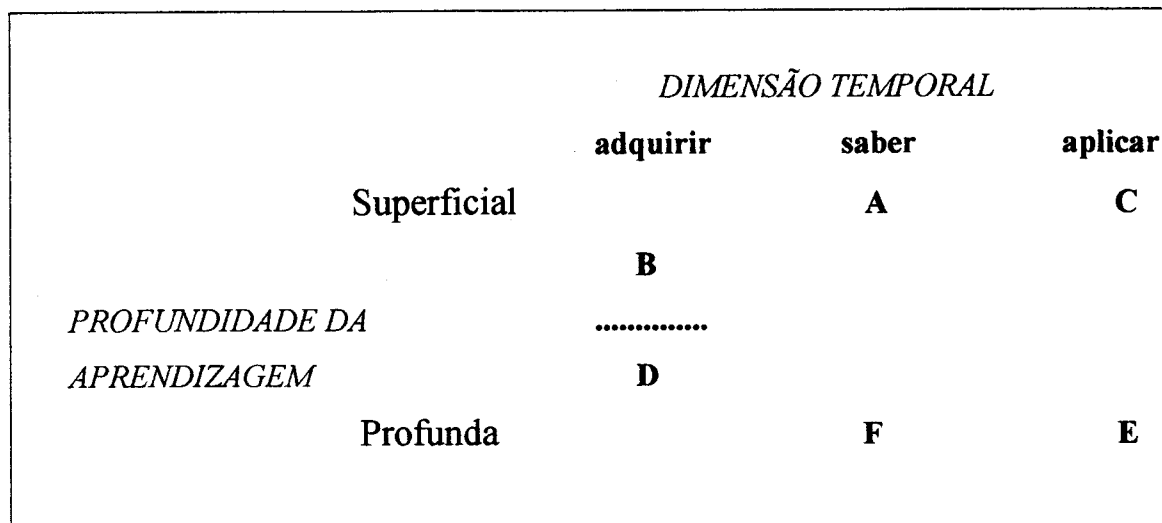 DIMENSÃO TEMPORAL
adquirir saber aplicar
Superficial A C
B
PROFUNDIDADE DA ..............
APRENDIZAGEM D
Profunda F E